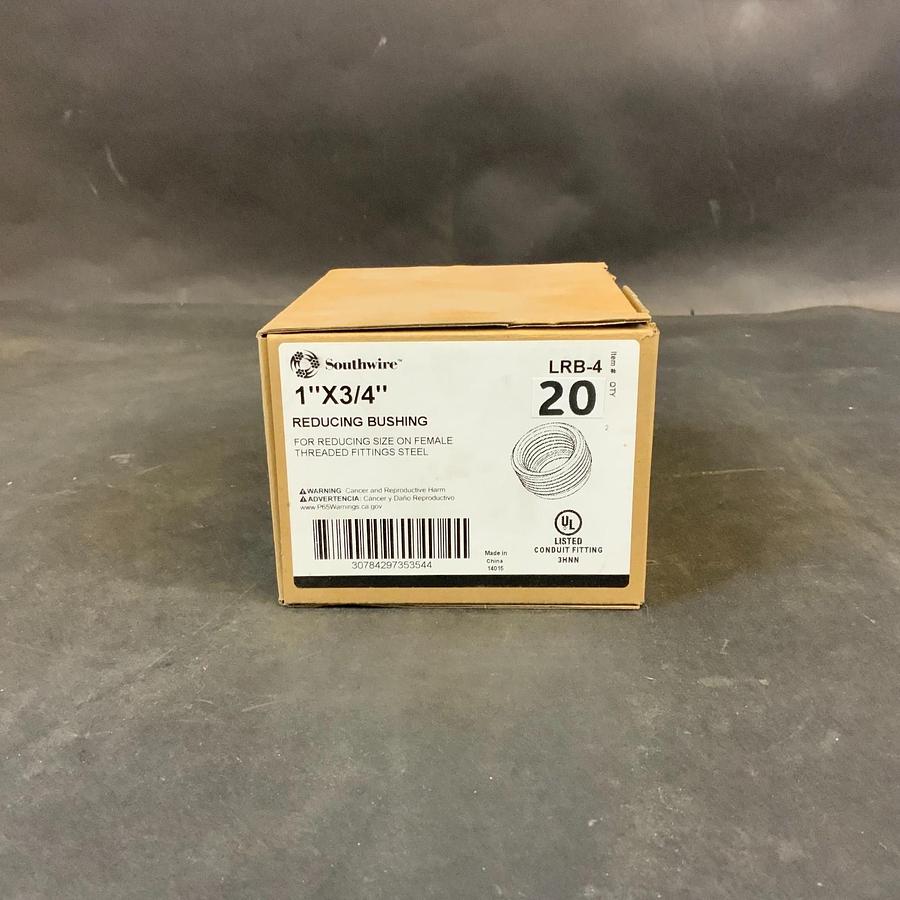 Southwire™
1"X3/4"
REDUCING BUSHING
FOR REDUCING SIZE ON FEMALE
THREADED FITTINGS STEEL
⚠WARNING: Cancer and Reproductive Harm
⚠ADVERTENCIA: Cáncer y Daño Reproductivo
www.P65Warnings.ca.gov
30784297353544
Made in
China
14015
LRB-4
Item #
20
QTY
2
UL
LISTED
CONDUIT FITTING
3HNN